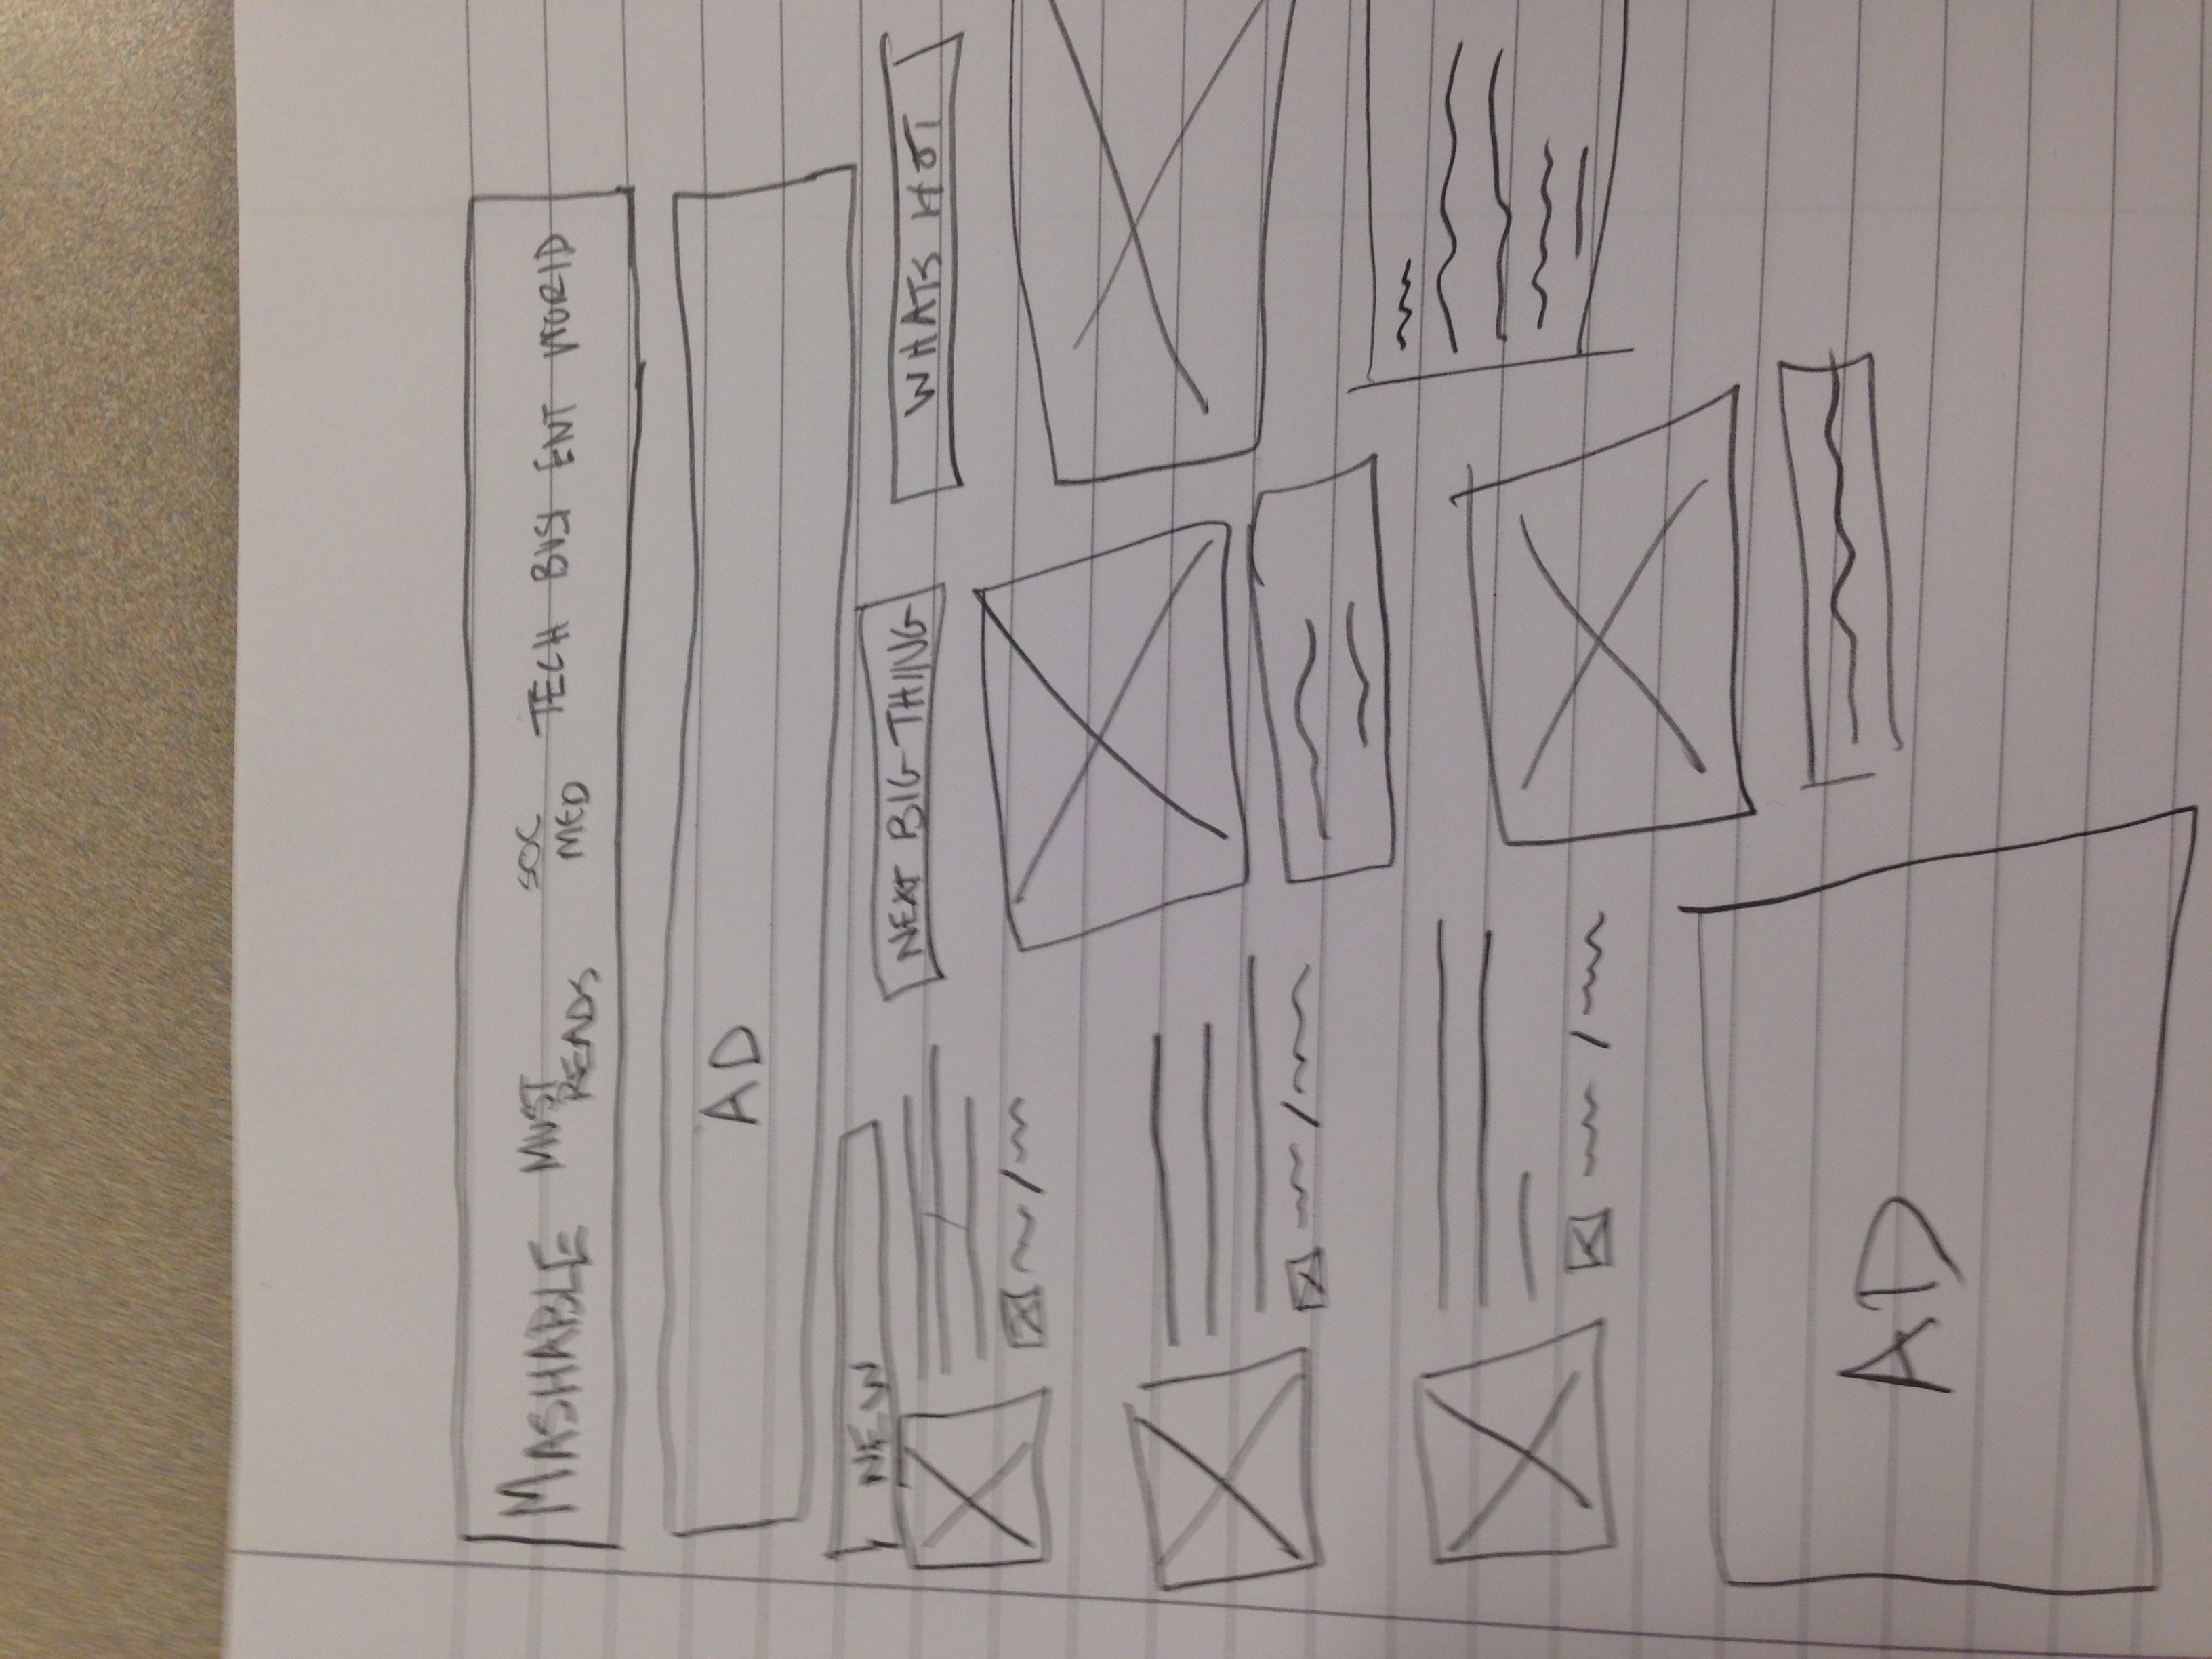 MASHABLE MUST READS SOC MED TECH BUSI ENT WORLD
AD
NEW
NEXT BIG THING
WHATS HOT
AD